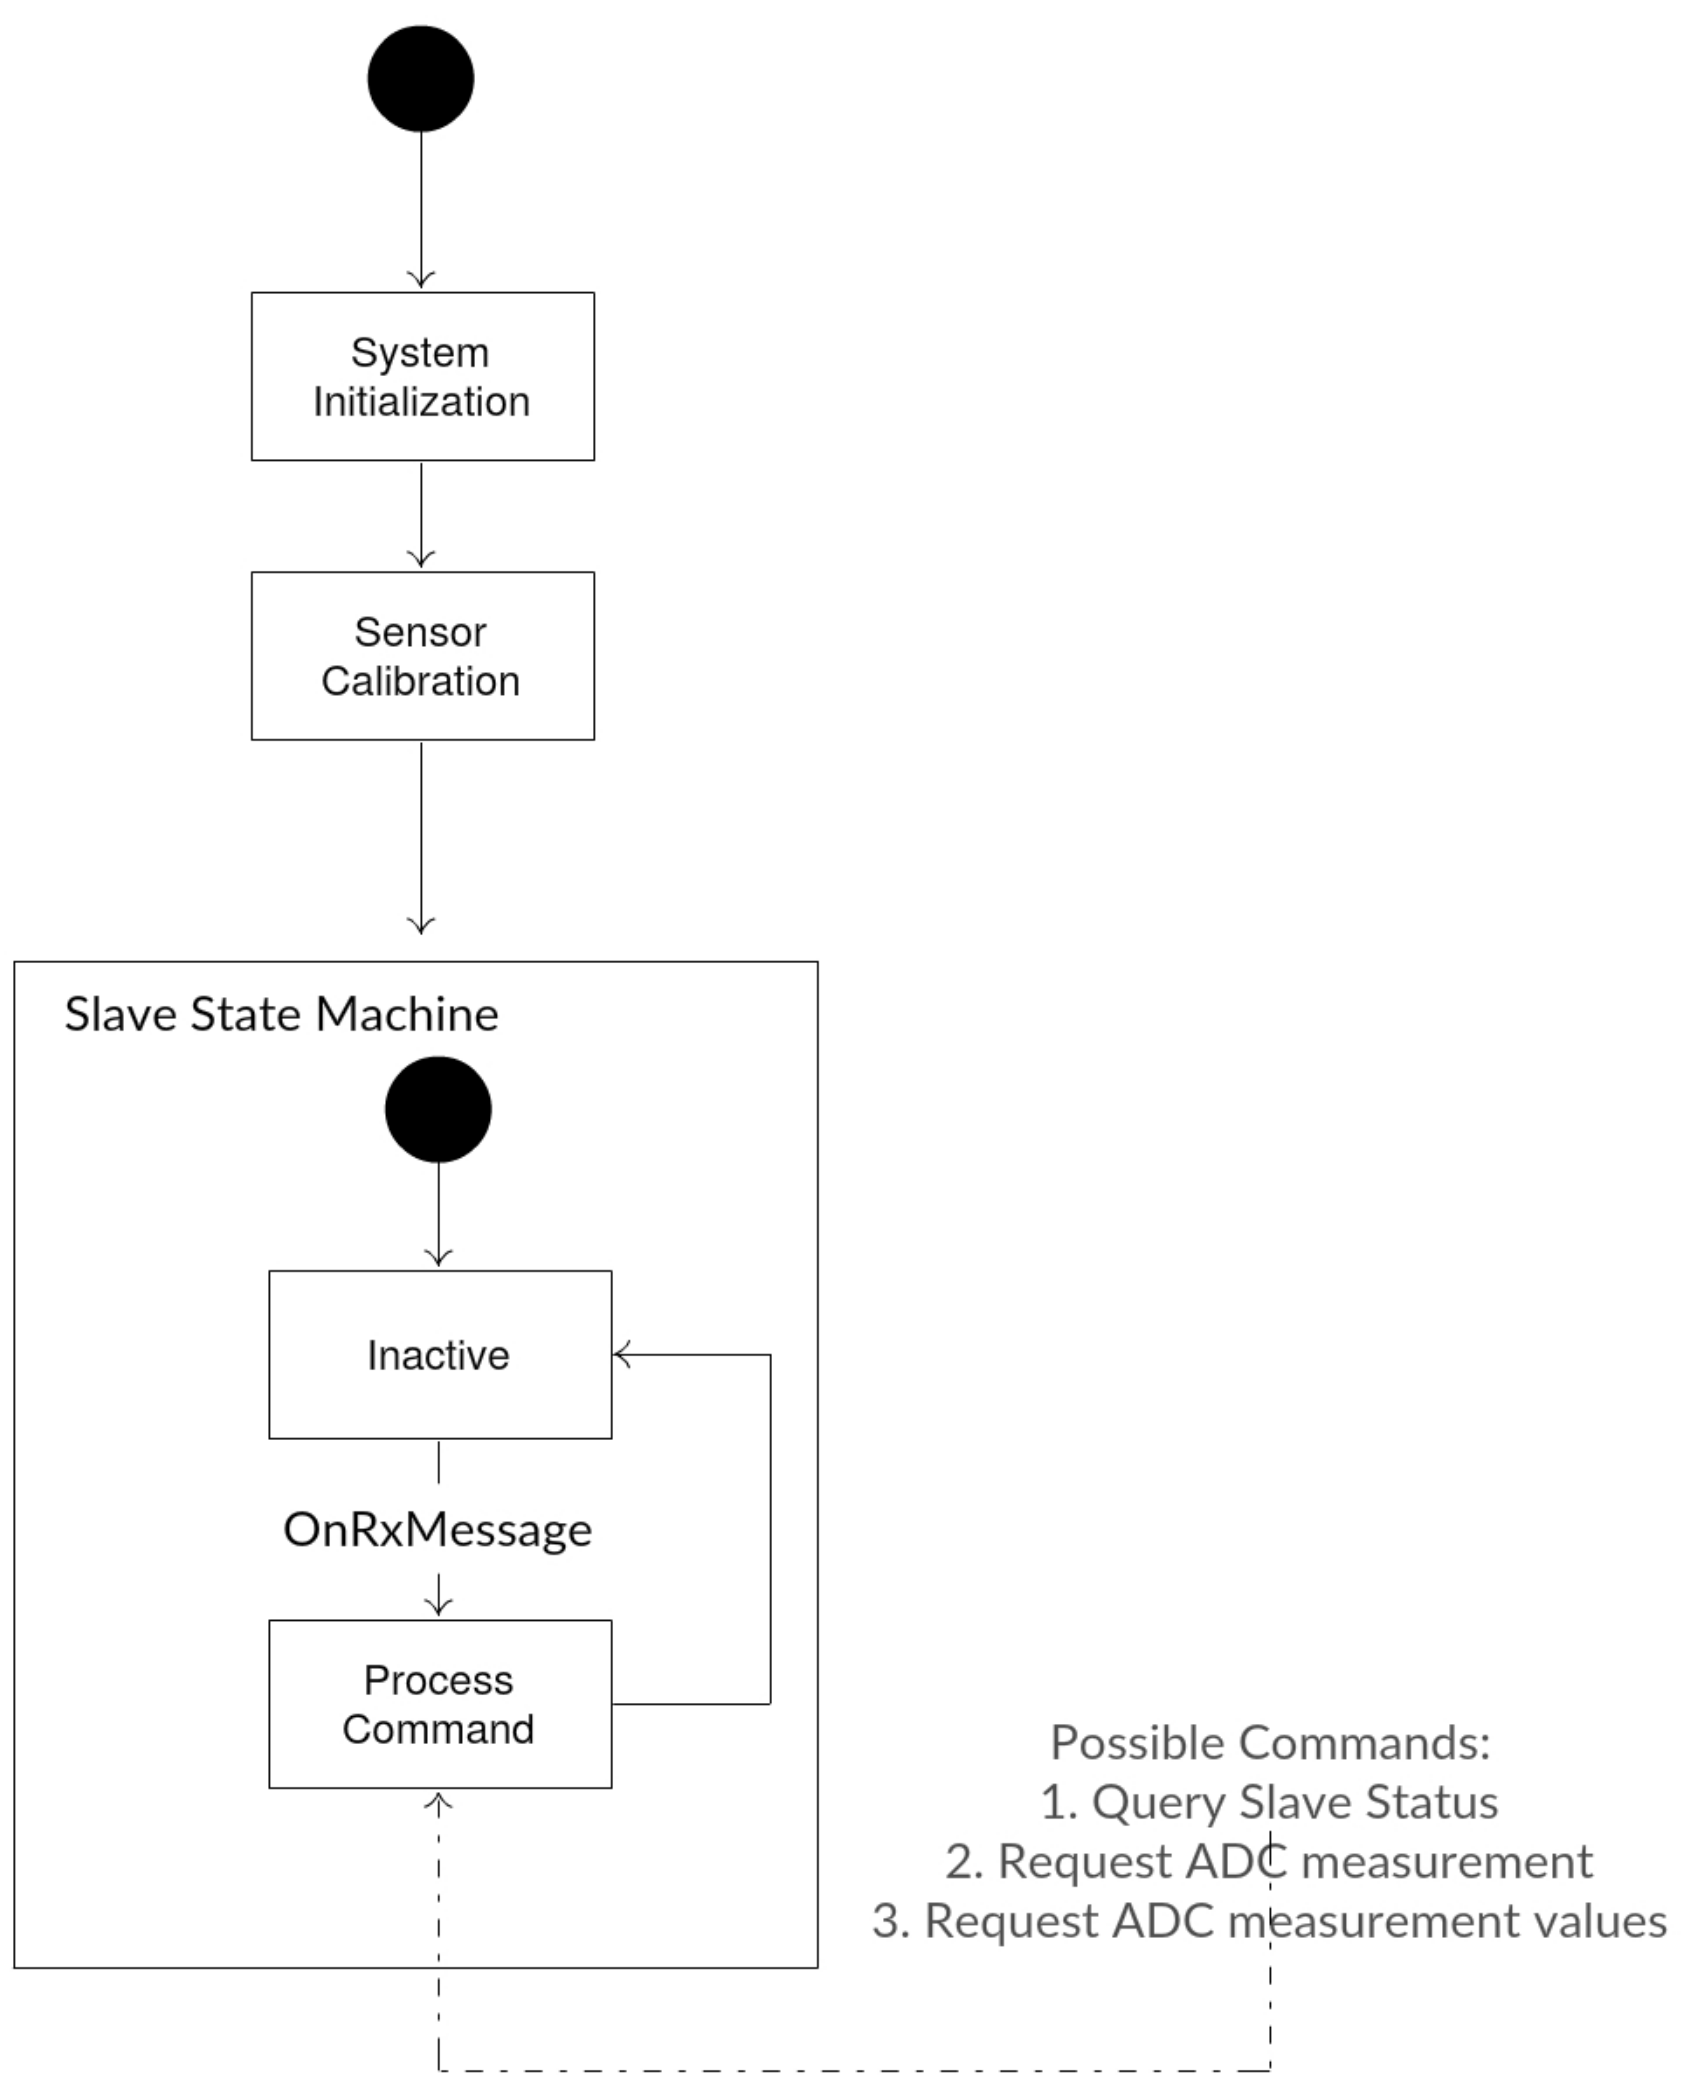 System
Initialization
Sensor
Calibration
Slave State Machine
Inactive
OnRxMessage
Process
Command
Possible Commands:
1. Query Slave Status
2. Request ADC measurement
3. Request ADC measurement values